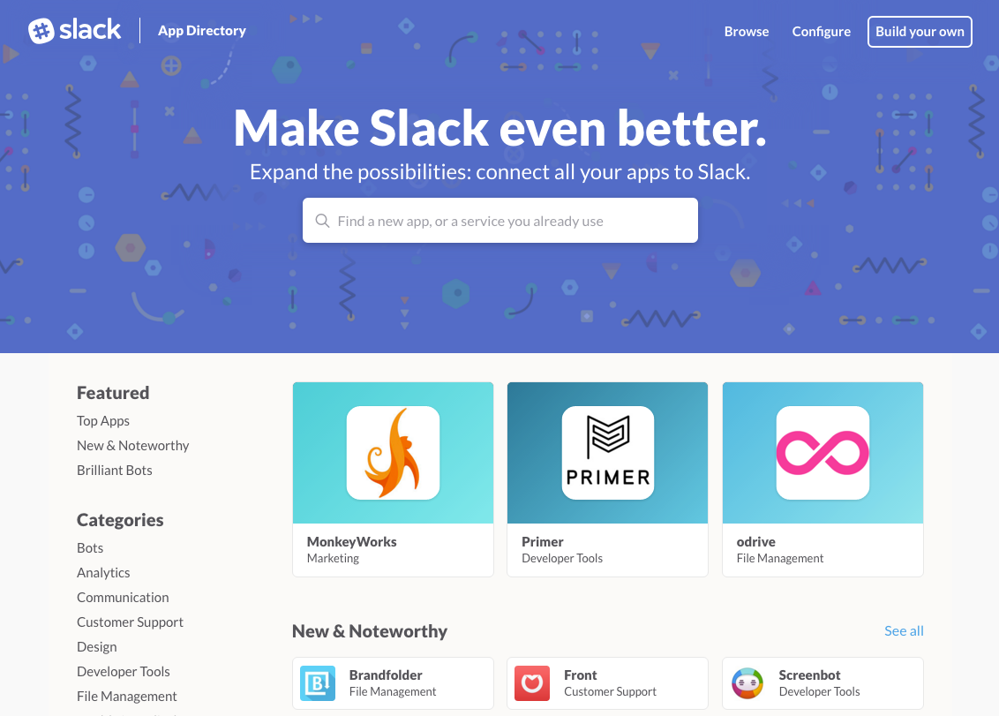 slack
App Directory
Browse
Configure
Build your own
Make Slack even better.
Expand the possibilities: connect all your apps to Slack.
Find a new app, or a service you already use
Featured
Top Apps
New & Noteworthy
Brilliant Bots
Categories
Bots
Analytics
Communication
Customer Support
Design
Developer Tools
File Management
MonkeyWorks
Marketing
PRIMER
Primer
Developer Tools
odrive
File Management
New & Noteworthy
See all
B
Brandfolder
File Management
Front
Customer Support
Screenbot
Developer Tools